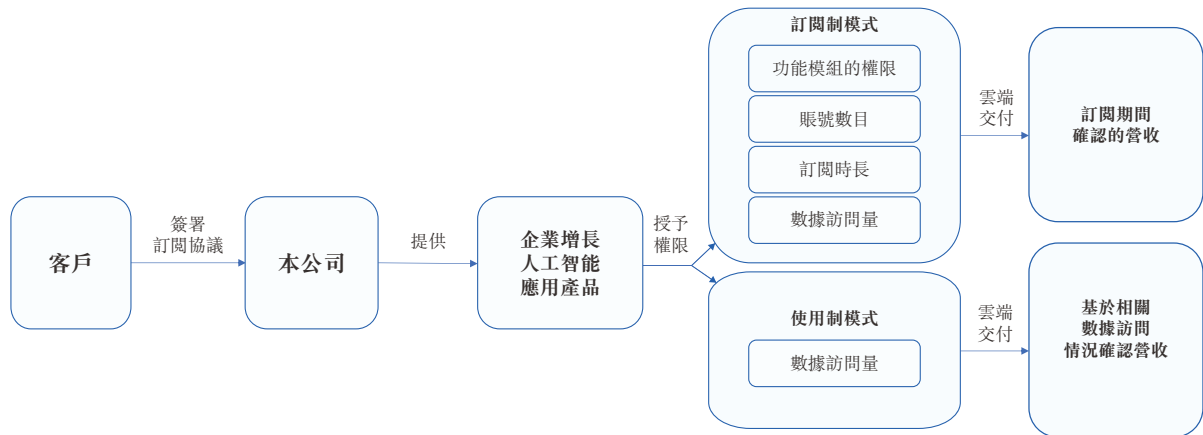 客戶
簽署
訂閱協議
本公司
提供
企業增長
人工智能
應用產品
授予
權限
訂閱制模式
功能模組的權限
賬號數目
訂閱時長
數據訪問量
雲端
交付
訂閱期間
確認的營收
使用制模式
數據訪問量
雲端
交付
基於相關
數據訪問
情況確認營收